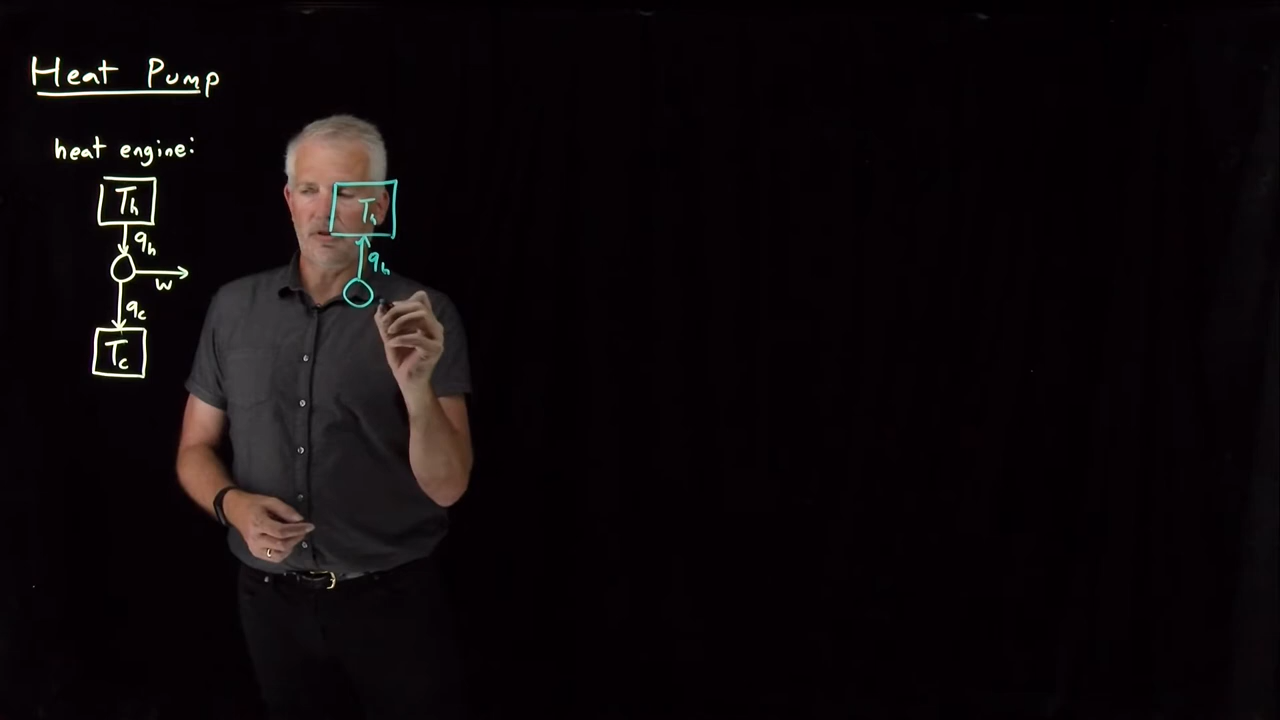 Heat Pump
heat engine:
Th
qh
w
qc
Tc
Th
qh